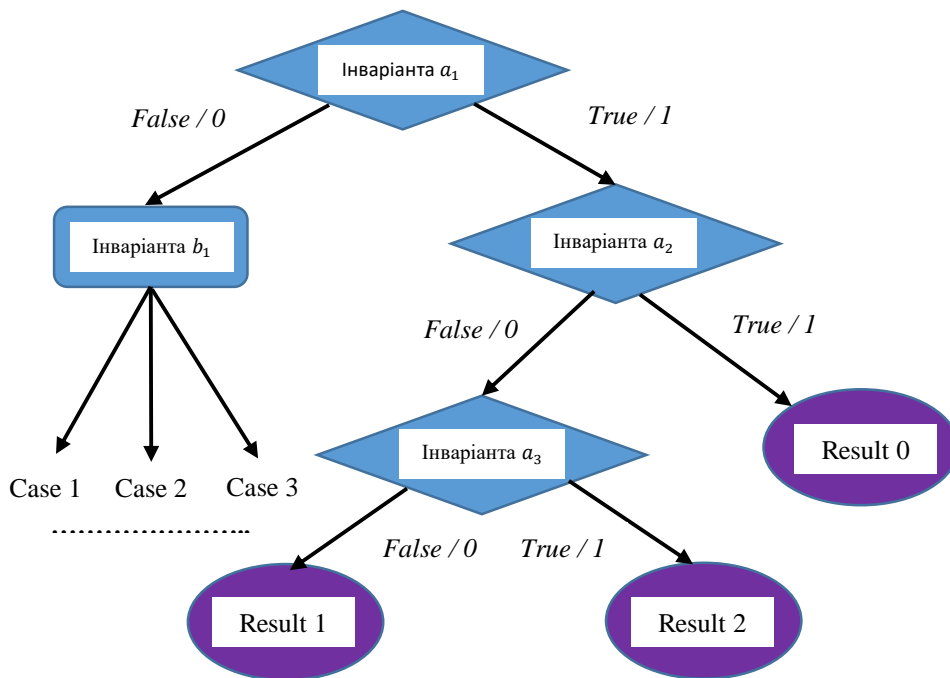 Інваріанта a₁
False / 0
True / 1
Інваріанта b₁
Інваріанта a₂
False / 0
True / 1
Інваріанта a₃
Result 0
Case 1
Case 2
Case 3
False / 0
True / 1
Result 1
Result 2